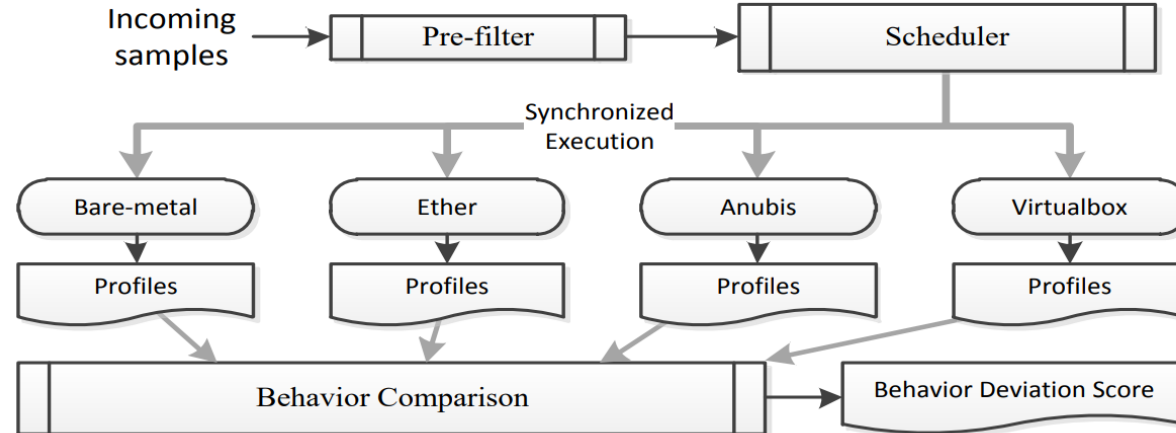 Incoming
samples
Pre-filter
Scheduler
Synchronized
Execution
Bare-metal
Ether
Anubis
Virtualbox
Profiles
Profiles
Profiles
Profiles
Behavior Comparison
Behavior Deviation Score